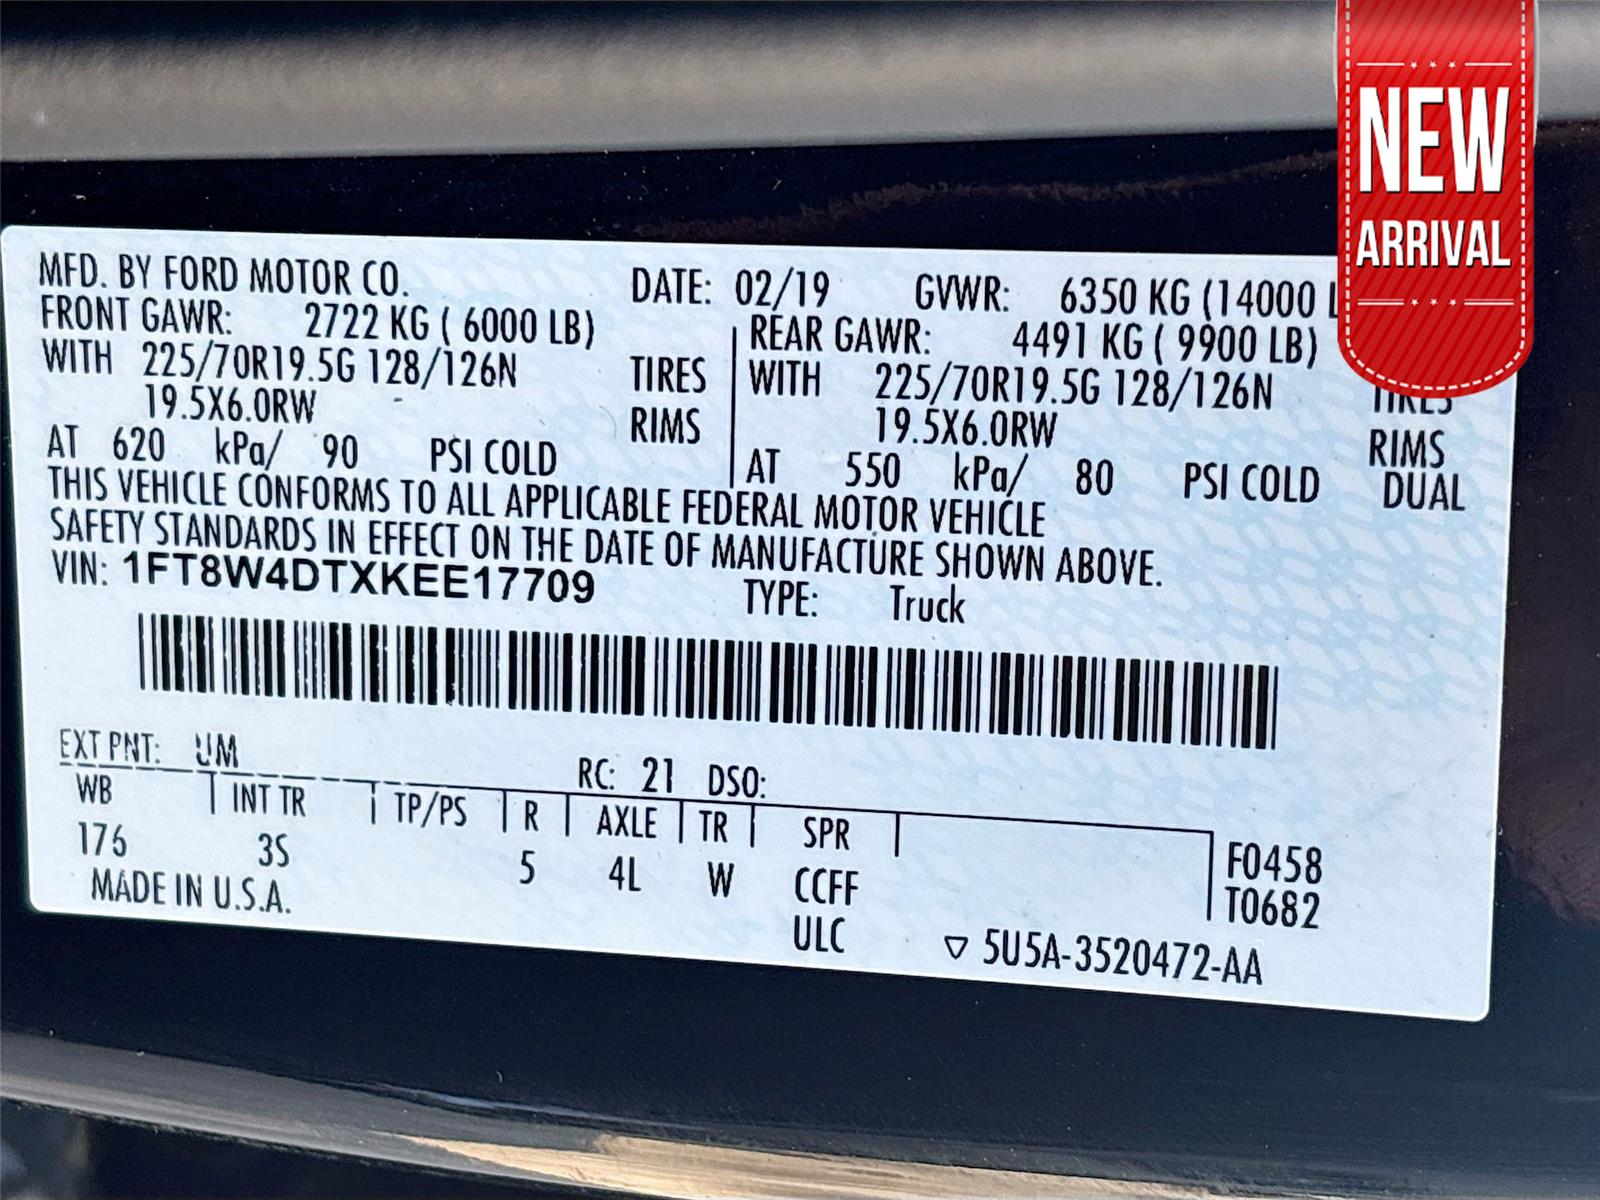 NEW
ARRIVAL
MFD. BY FORD MOTOR CO. DATE: 02/19 GVWR: 6350 KG (14000 L
FRONT GAWR: 2722 KG ( 6000 LB) REAR GAWR: 4491 KG ( 9900 LB)
WITH 225/70R19.5G 128/126N TIRES WITH 225/70R19.5G 128/126N TIRES
19.5X6.0RW RIMS 19.5X6.0RW RIMS
AT 620 kPa/ 90 PSI COLD AT 550 kPa/ 80 PSI COLD DUAL
THIS VEHICLE CONFORMS TO ALL APPLICABLE FEDERAL MOTOR VEHICLE
SAFETY STANDARDS IN EFFECT ON THE DATE OF MANUFACTURE SHOWN ABOVE.
VIN: 1FT8W4DTXKEE17709 TYPE: Truck
EXT PNT: UM RC: 21 DSO:
WB INT TR TP/PS R AXLE TR SPR
176 3S 5 4L W CCFF F0458
MADE IN U.S.A. ULC T0682
▽ 5U5A-3520472-AA